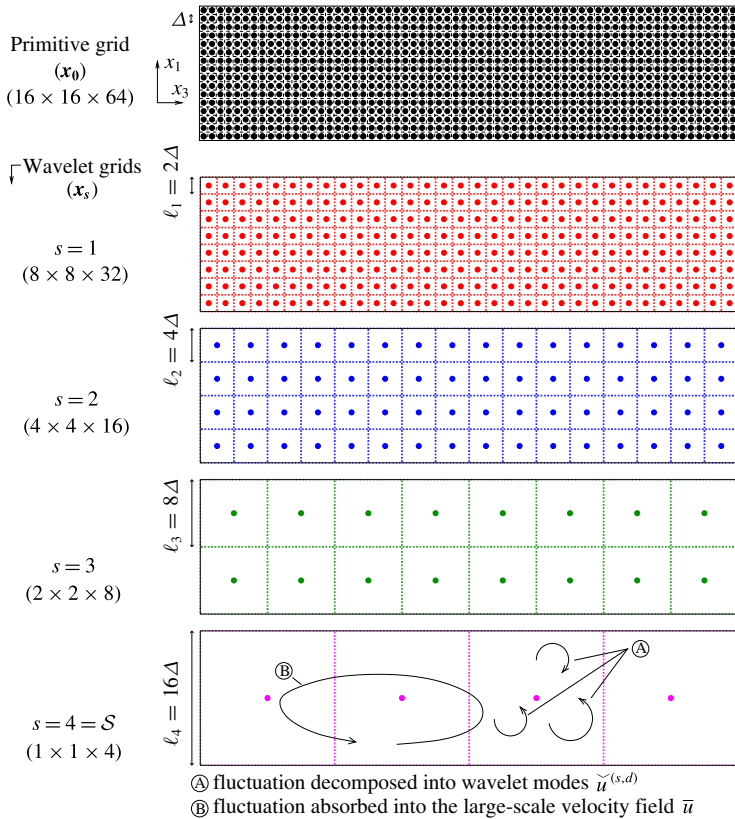 Δ
Primitive grid
(x₀)
(16 × 16 × 64)
x₁
x₃
Wavelet grids
(xₛ)
s = 1
(8 × 8 × 32)
ℓ₁ = 2Δ
s = 2
(4 × 4 × 16)
ℓ₂ = 4Δ
s = 3
(2 × 2 × 8)
ℓ₃ = 8Δ
s = 4 = 𝒮
(1 × 1 × 4)
ℓ₄ = 16Δ
Ⓑ
Ⓐ
Ⓐ fluctuation decomposed into wavelet modes ŭ⁽ˢ,ᵈ⁾
Ⓑ fluctuation absorbed into the large-scale velocity field u̅